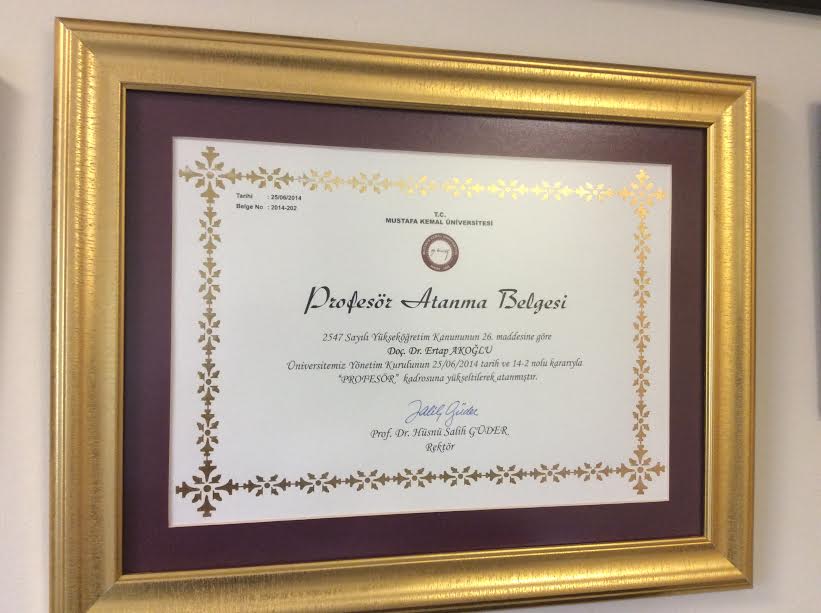 Tarihi : 25/06/2014
Belge No : 2014-202
T.C.
MUSTAFA KEMAL ÜNİVERSİTESİ
Profesör Atanma Belgesi
2547 Sayılı Yükseköğretim Kanununun 26. maddesine göre
Doç. Dr. Ertap AKOĞLU
Üniversitemiz Yönetim Kurulunun 25/06/2014 tarih ve 14-2 nolu kararıyla
"PROFESÖR" kadrosuna yükseltilerek atanmıştır.
Prof. Dr. Hüsnü Salih GÜDER
Rektör